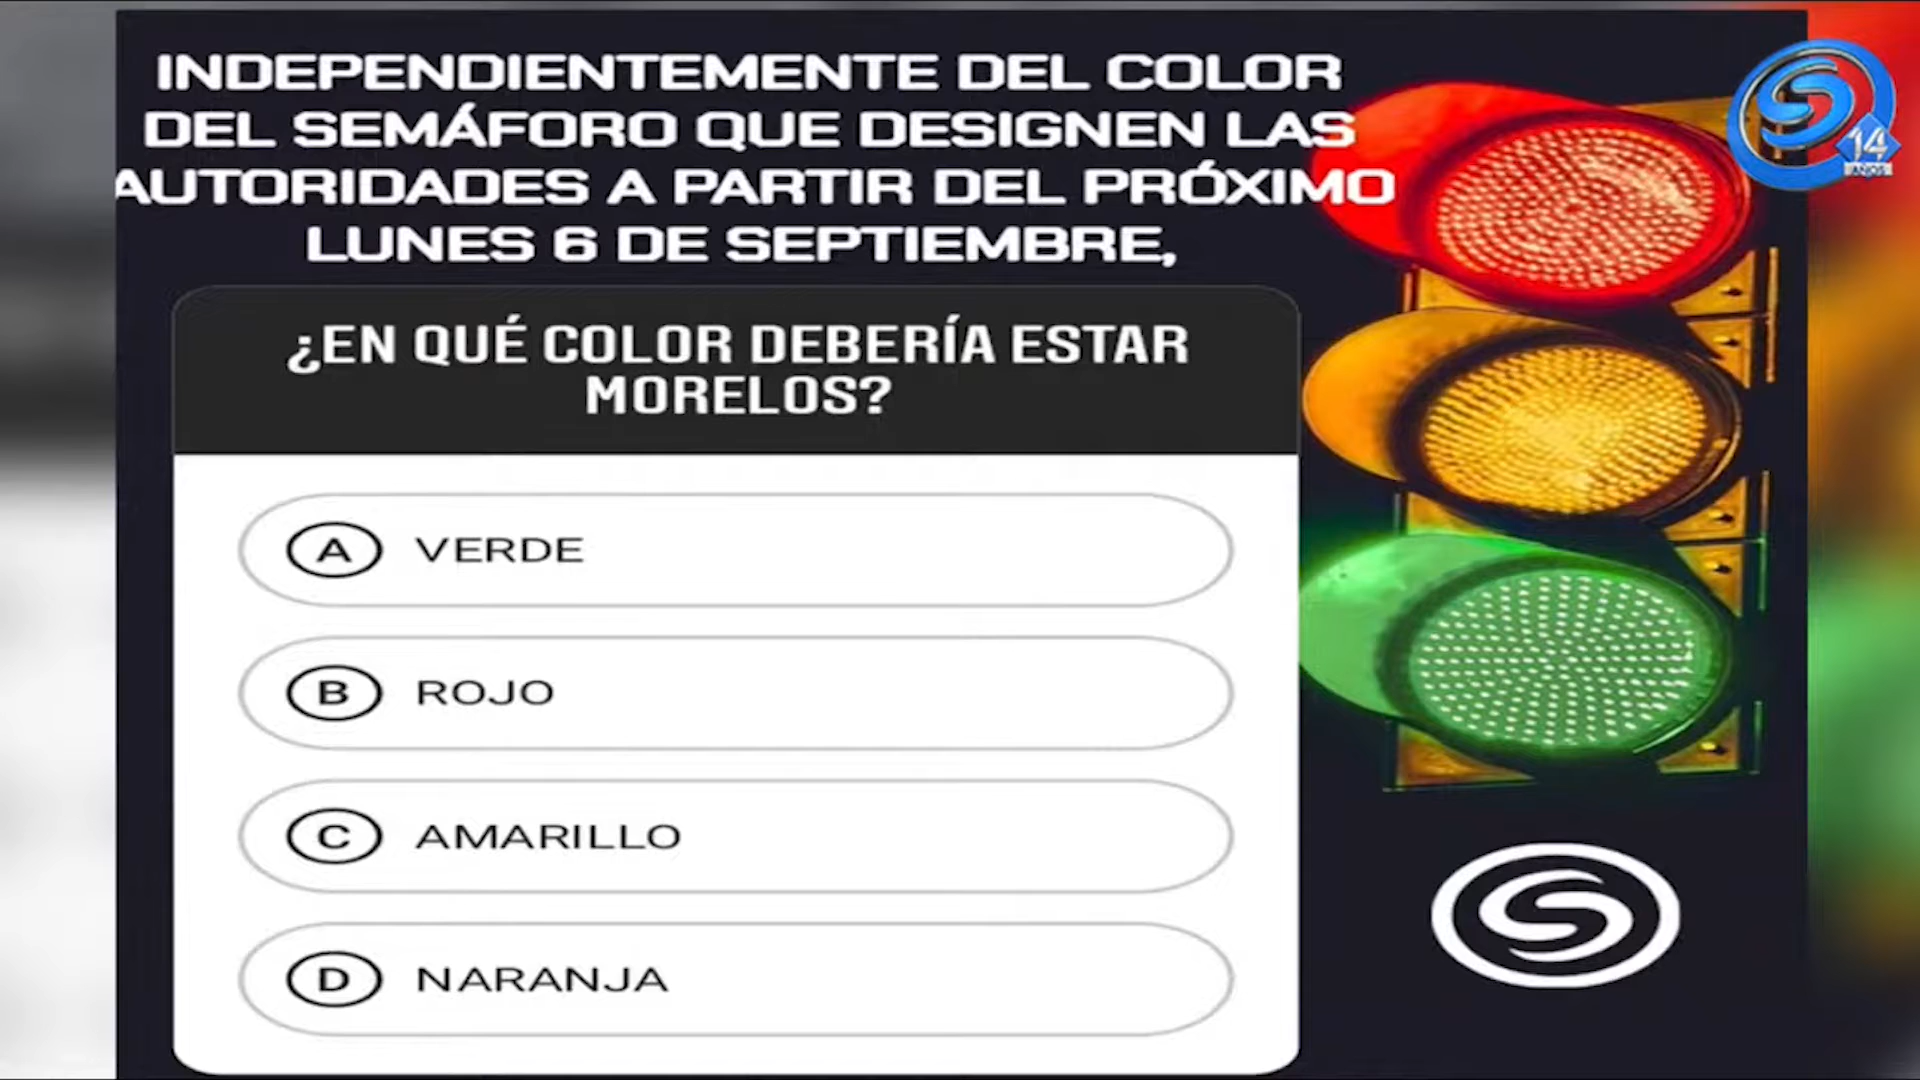 INDEPENDIENTEMENTE DEL COLOR
DEL SEMÁFORO QUE DESIGNEN LAS
AUTORIDADES A PARTIR DEL PRÓXIMO
LUNES 6 DE SEPTIEMBRE,
¿EN QUÉ COLOR DEBERÍA ESTAR
MORELOS?
A VERDE
B ROJO
C AMARILLO
D NARANJA
S
14
AÑOS
S